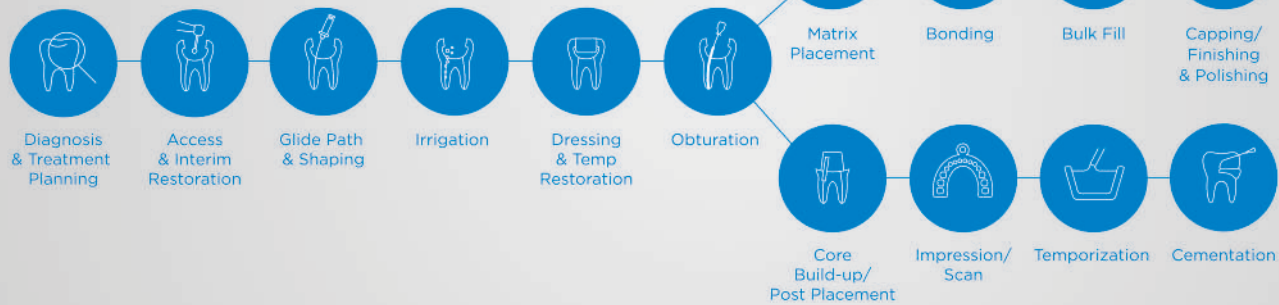 Matrix
Placement
Bonding
Bulk Fill
Capping/
Finishing
& Polishing
Diagnosis
& Treatment
Planning
Access
& Interim
Restoration
Glide Path
& Shaping
Irrigation
Dressing
& Temp
Restoration
Obturation
Core
Build-up/
Post Placement
Impression/
Scan
Temporization
Cementation